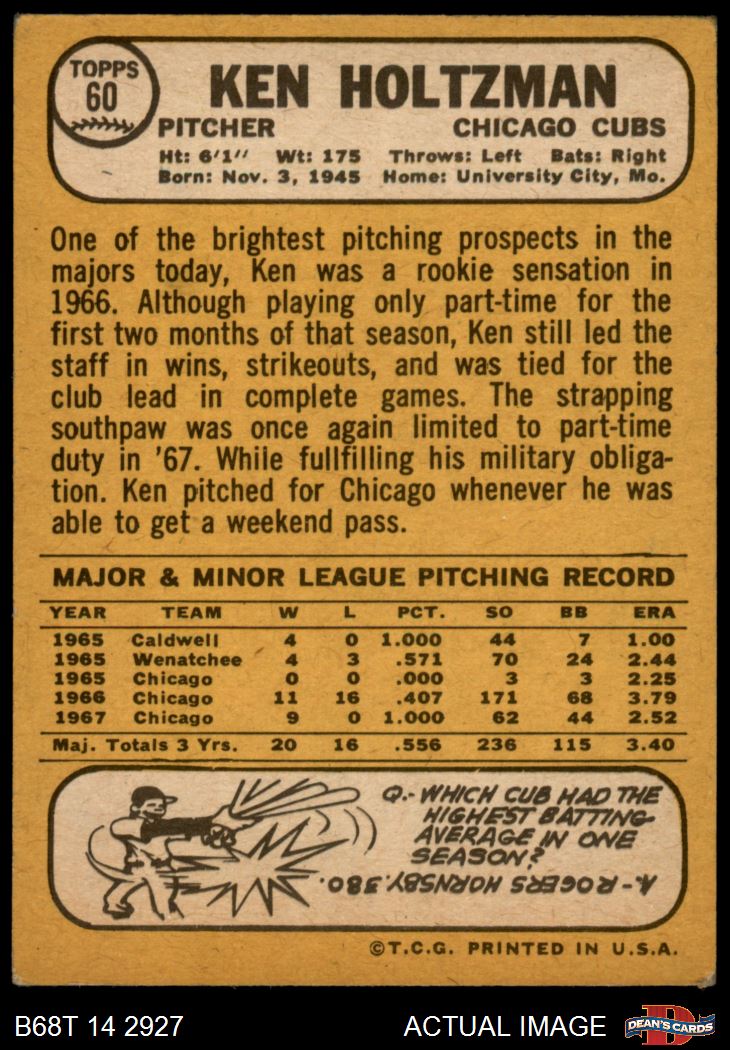 TOPPS
60
KEN HOLTZMAN
PITCHER CHICAGO CUBS
Ht: 6'1" Wt: 175 Throws: Left Bats: Right
Born: Nov. 3, 1945 Home: University City, Mo.
One of the brightest pitching prospects in the
majors today, Ken was a rookie sensation in
1966. Although playing only part-time for the
first two months of that season, Ken still led the
staff in wins, strikeouts, and was tied for the
club lead in complete games. The strapping
southpaw was once again limited to part-time
duty in '67. While fullfilling his military obliga-
tion. Ken pitched for Chicago whenever he was
able to get a weekend pass.
MAJOR & MINOR LEAGUE PITCHING RECORD
YEAR TEAM W L PCT. SO BB ERA
1965 Caldwell 4 0 1.000 44 7 1.00
1965 Wenatchee 4 3 .571 70 24 2.44
1965 Chicago 0 0 .000 3 3 2.25
1966 Chicago 11 16 .407 171 68 3.79
1967 Chicago 9 0 1.000 62 44 2.52
Maj. Totals 3 Yrs. 20 16 .556 236 115 3.40
Q.- WHICH CUB HAD THE
HIGHEST BATTING
AVERAGE IN ONE
SEASON?
A- ROGERS HORNSBY. 380.
©T.C.G. PRINTED IN U.S.A.
B68T 14 2927 ACTUAL IMAGE D DEAN'S CARDS